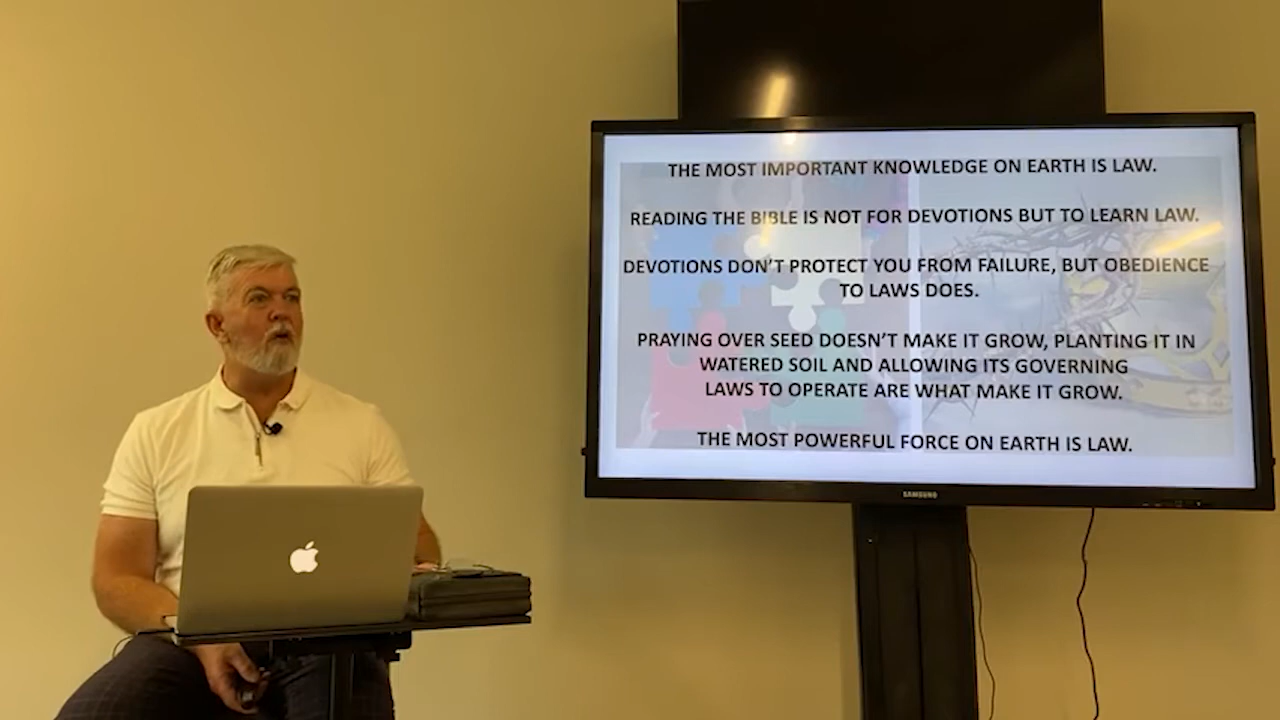 THE MOST IMPORTANT KNOWLEDGE ON EARTH IS LAW.
READING THE BIBLE IS NOT FOR DEVOTIONS BUT TO LEARN LAW.
DEVOTIONS DON'T PROTECT YOU FROM FAILURE, BUT OBEDIENCE
TO LAWS DOES.
PRAYING OVER SEED DOESN'T MAKE IT GROW, PLANTING IT IN
WATERED SOIL AND ALLOWING ITS GOVERNING
LAWS TO OPERATE ARE WHAT MAKE IT GROW.
THE MOST POWERFUL FORCE ON EARTH IS LAW.
SAMSUNG